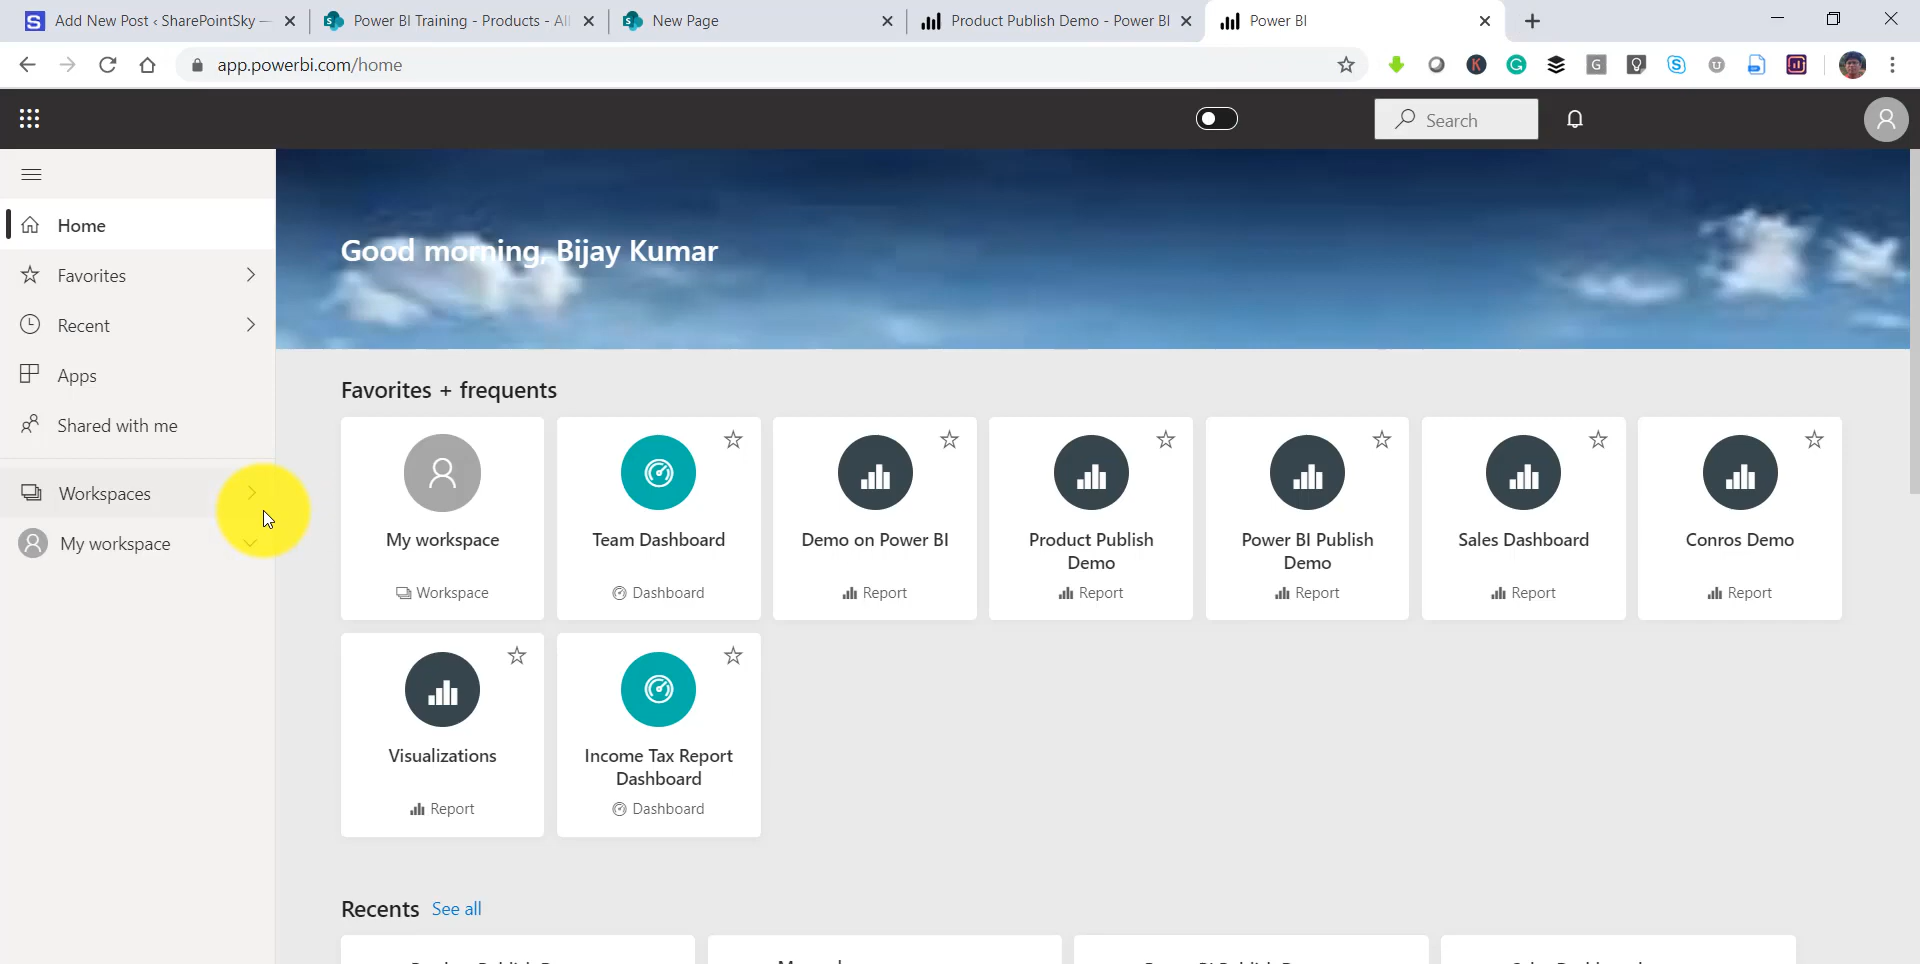 Add New Post ‹ SharePointSky —
Power BI Training - Products - All
New Page
Product Publish Demo - Power BI
Power BI
app.powerbi.com/home
Search
Home
Favorites
Recent
Apps
Shared with me
Workspaces
My workspace
Good morning, Bijay Kumar
Favorites + frequents
My workspace
Workspace
Team Dashboard
Dashboard
Demo on Power BI
Report
Product Publish
Demo
Report
Power BI Publish
Demo
Report
Sales Dashboard
Report
Conros Demo
Report
Visualizations
Report
Income Tax Report
Dashboard
Dashboard
Recents See all